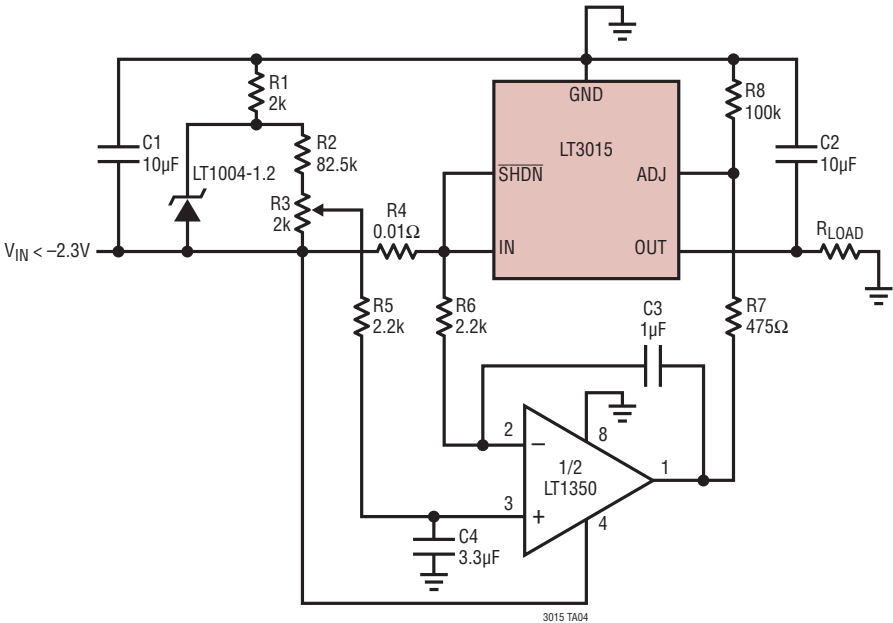 GND
LT3015
SHDN
ADJ
IN
OUT
R1
2k
R2
82.5k
R3
2k
C1
10µF
LT1004-1.2
VIN < –2.3V
R4
0.01Ω
R5
2.2k
R6
2.2k
R8
100k
C2
10µF
RLOAD
R7
475Ω
C3
1µF
2
–
8
1/2
LT1350
1
3
+
4
C4
3.3µF
3015 TA04